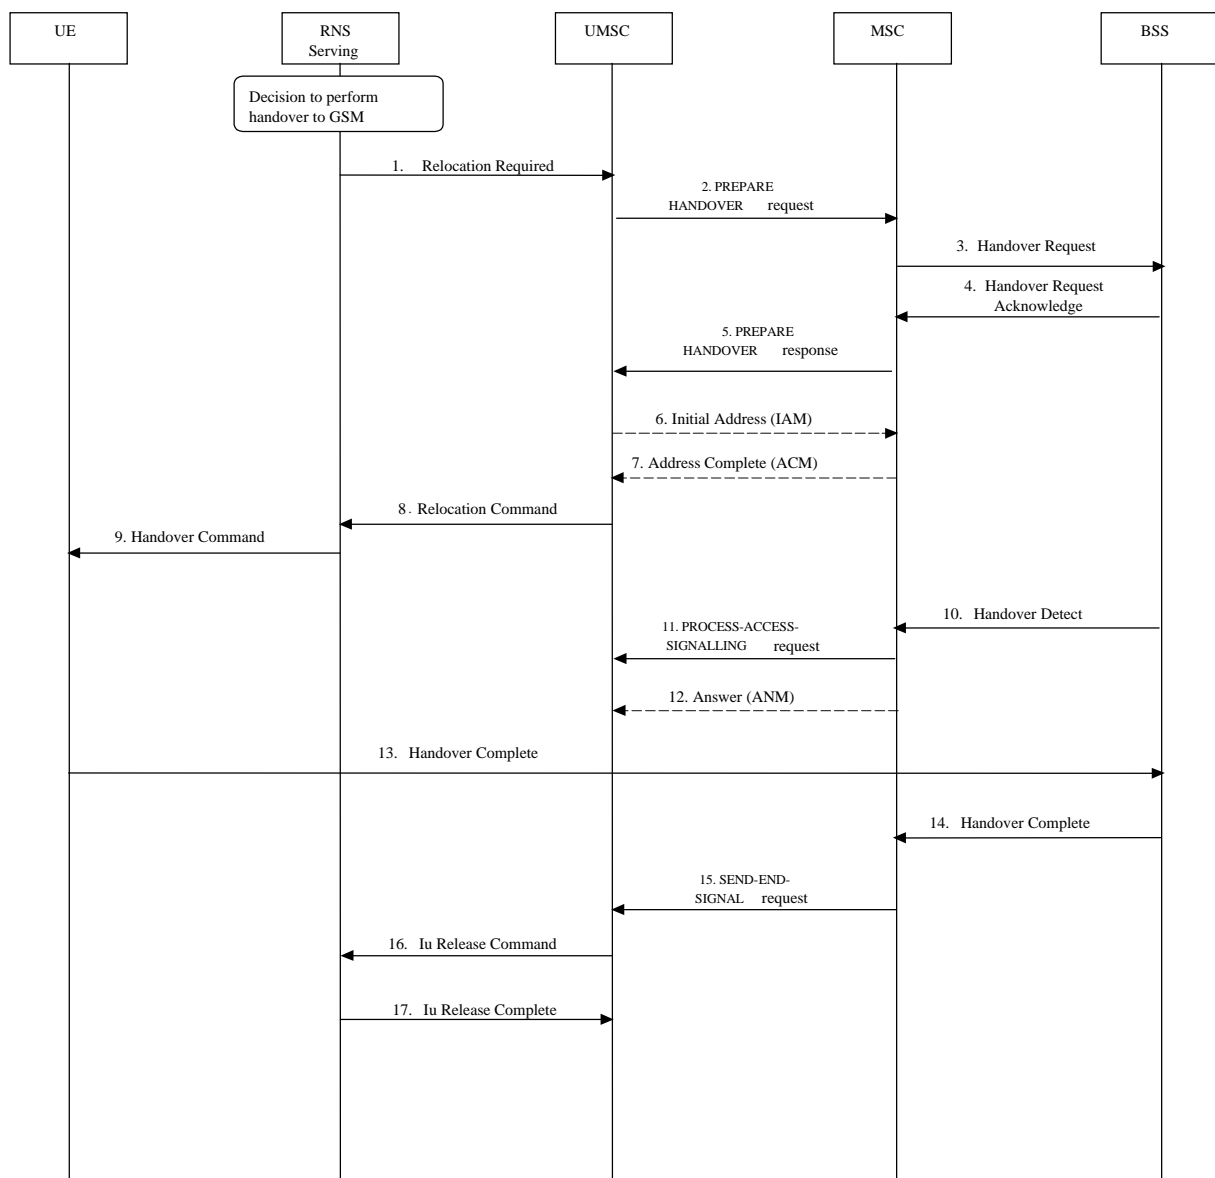 UE
RNS
Serving
UMSC
MSC
BSS
Decision to perform
handover to GSM
1. Relocation Required
2. PREPARE
HANDOVER request
3. Handover Request
4. Handover Request
Acknowledge
5. PREPARE
HANDOVER response
6. Initial Address (IAM)
7. Address Complete (ACM)
8. Relocation Command
9. Handover Command
10. Handover Detect
11. PROCESS-ACCESS-
SIGNALLING request
12. Answer (ANM)
13. Handover Complete
14. Handover Complete
15. SEND-END-
SIGNAL request
16. Iu Release Command
17. Iu Release Complete